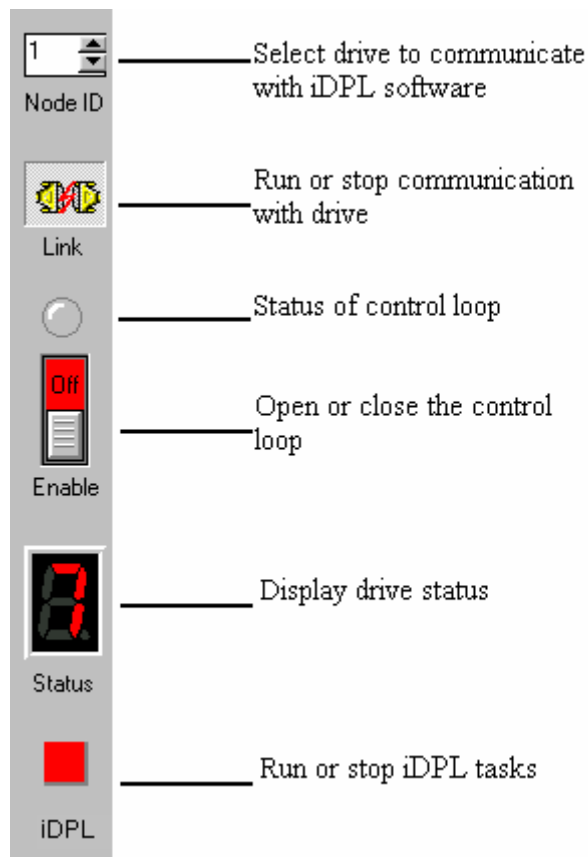 1
Select drive to communicate
with iDPL software
Node ID
Run or stop communication
with drive
Link
Status of control loop
Off
Open or close the control
loop
Enable
7
Display drive status
Status
Run or stop iDPL tasks
iDPL